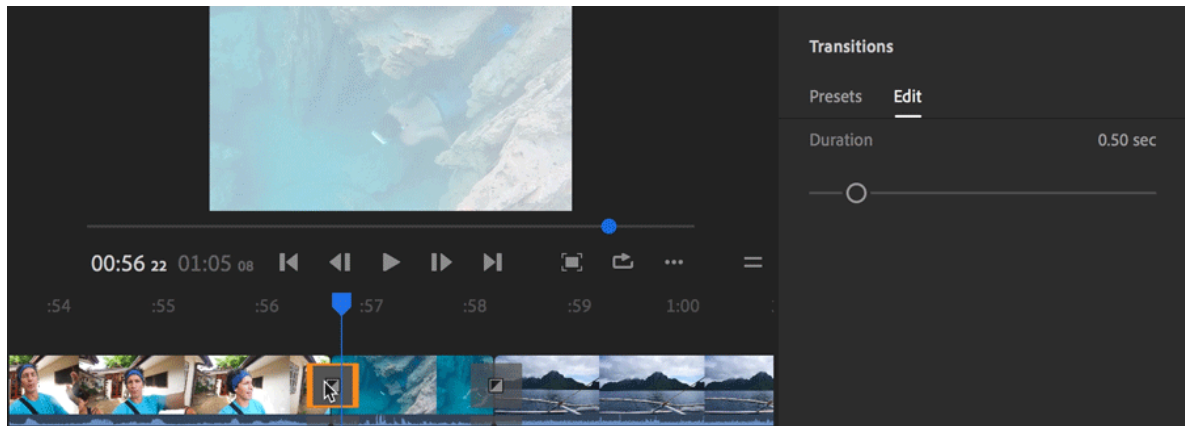 Transitions
Presets Edit
Duration 0.50 sec
00:56 22 01:05 08
:54 :55 :56 :57 :58 :59 1:00 :